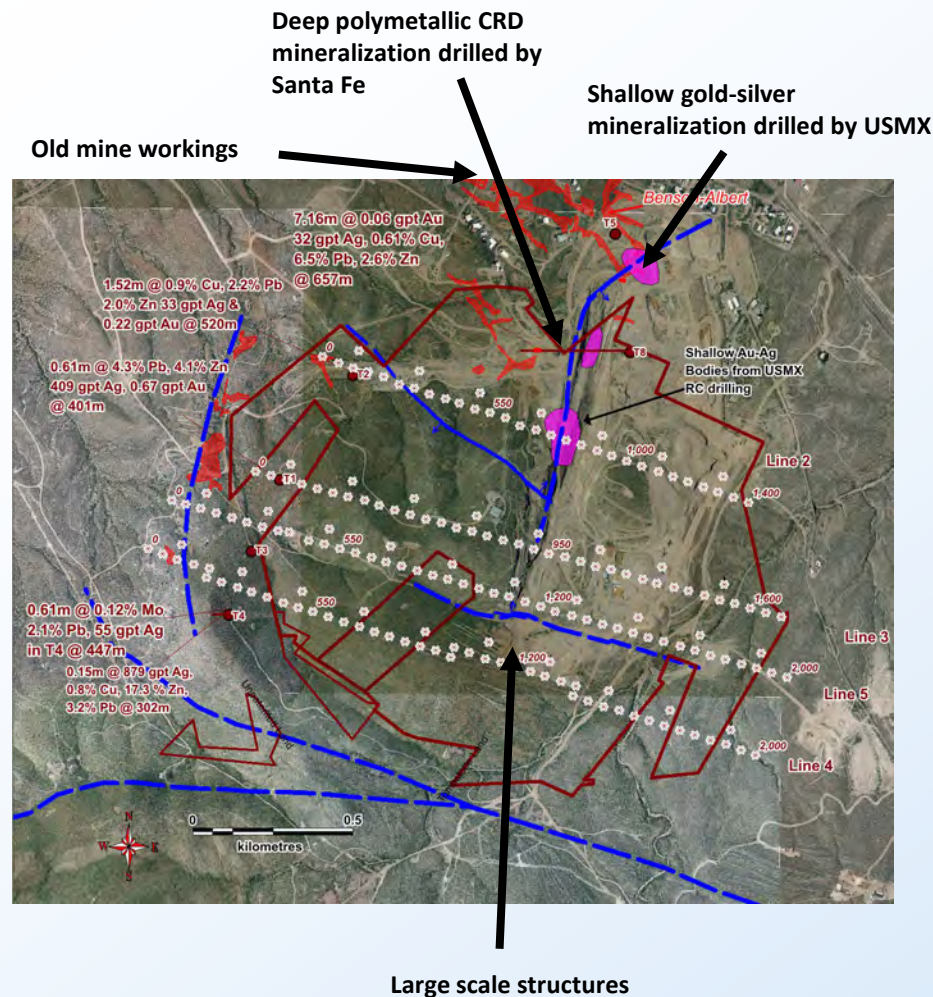 Deep polymetallic CRD
mineralization drilled by
Santa Fe
Shallow gold-silver
mineralization drilled by USMX
Old mine workings
Benson-Albert
T5
7.16m @ 0.06 gpt Au
32 gpt Ag, 0.61% Cu,
6.5% Pb, 2.6% Zn
@ 657m
1.52m @ 0.9% Cu, 2.2% Pb
2.0% Zn 33 gpt Ag &
0.22 gpt Au @ 520m
0.61m @ 4.3% Pb, 4.1% Zn
409 gpt Ag, 0.67 gpt Au
@ 401m
T8
Shallow Au-Ag
Bodies from USMX
RC drilling
0
T2
550
1,000
Line 2
1,400
0
T1
0
550
950
1,600
Line 3
0
T3
550
1,200
2,000
Line 5
1,200
2,000
Line 4
0.61m @ 0.12% Mo
2.1% Pb, 55 gpt Ag
in T4 @ 447m
T4
0.15m @ 879 gpt Ag,
0.8% Cu, 17.3 % Zn,
3.2% Pb @ 302m
N
W E
S
0 0.5
kilometres
Large scale structures